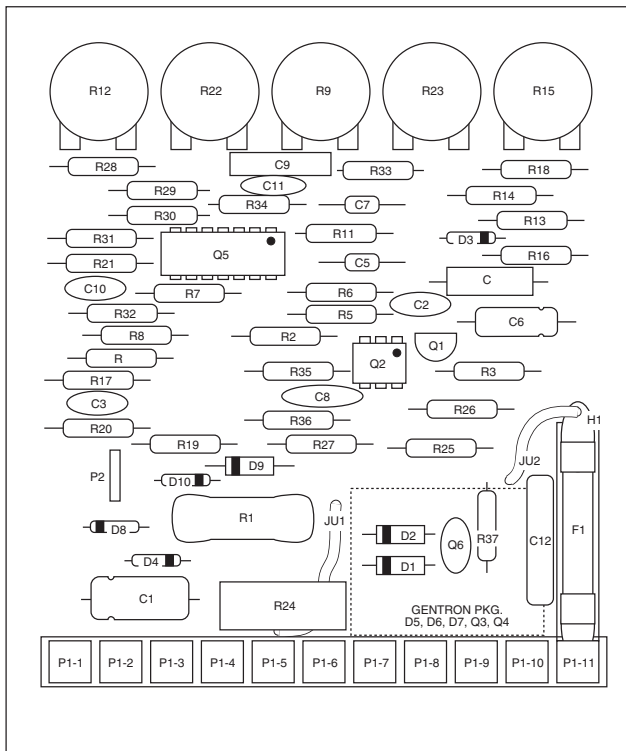 R12 R22 R9 R23 R15
R28 C9 R33 R18
R29 C11 R14
R30 R34 C7 R13
R31 Q5 R11 D3
R21 C5 R16
C10 R7 R6 C2 C
R32 R5 C6
R8 R2 Q1
R R35 Q2 R3
R17
C3 C8 R26
R20 R36 H1
R19 R27 R25
P2 D9 JU2
D10
R1 JU1 R37 F1
D8 D2 Q6 C12
D4 D1
C1 R24
GENTRON PKG.
D5, D6, D7, Q3, Q4
P1-1 P1-2 P1-3 P1-4 P1-5 P1-6 P1-7 P1-8 P1-9 P1-10 P1-11